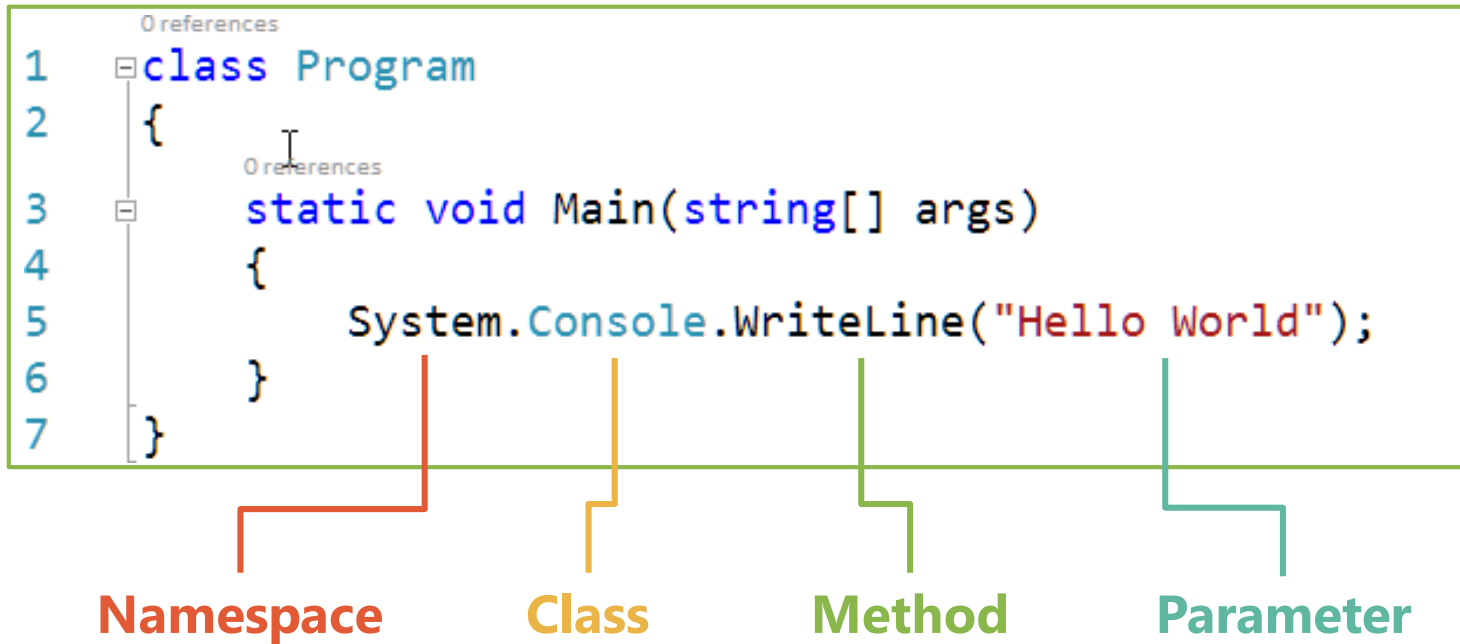 0 references
1 class Program
2 {
0 references
3 static void Main(string[] args)
4 {
5 System.Console.WriteLine("Hello World");
6 }
7 }
Namespace Class Method Parameter